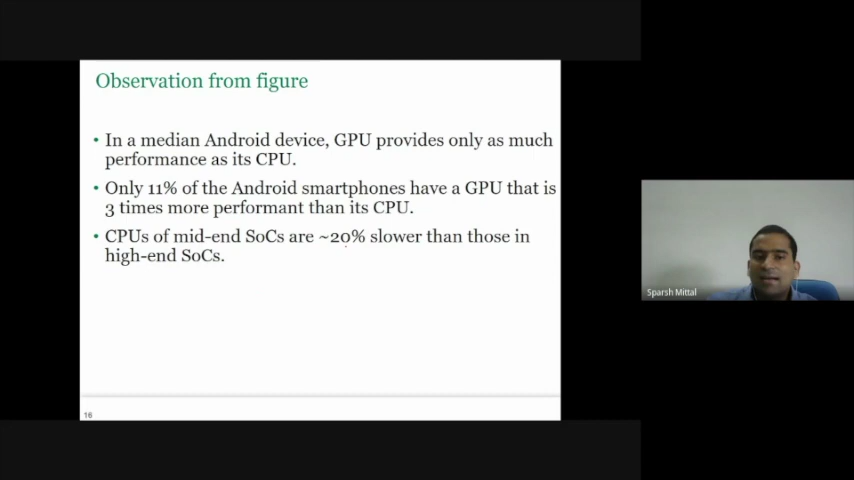 Observation from figure
• In a median Android device, GPU provides only as much
performance as its CPU.
• Only 11% of the Android smartphones have a GPU that is
3 times more performant than its CPU.
• CPUs of mid-end SoCs are ~20% slower than those in
high-end SoCs.
Sparsh Mittal
16